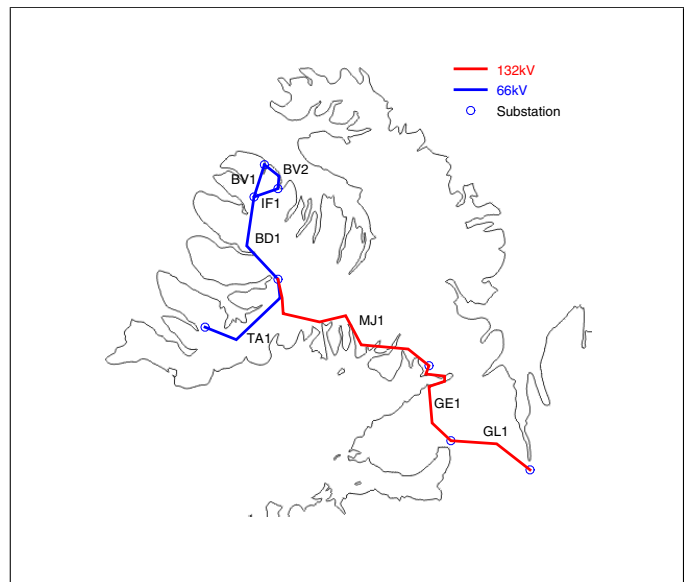 132kV
66kV
Substation
BV1
BV2
IF1
BD1
TA1
MJ1
GE1
GL1